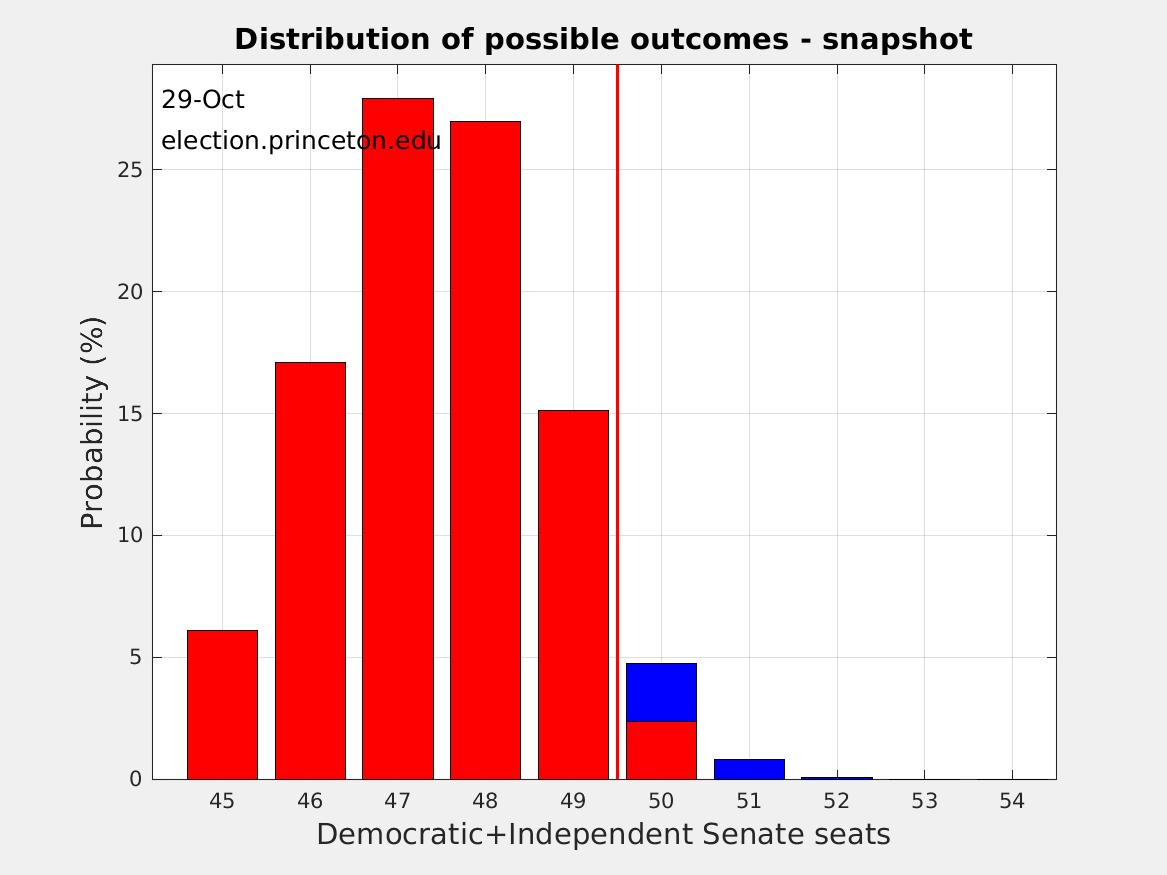 Distribution of possible outcomes - snapshot
29-Oct
election.princeton.edu
25
20
15
10
5
0
Probability (%)
45 46 47 48 49 50 51 52 53 54
Democratic+Independent Senate seats